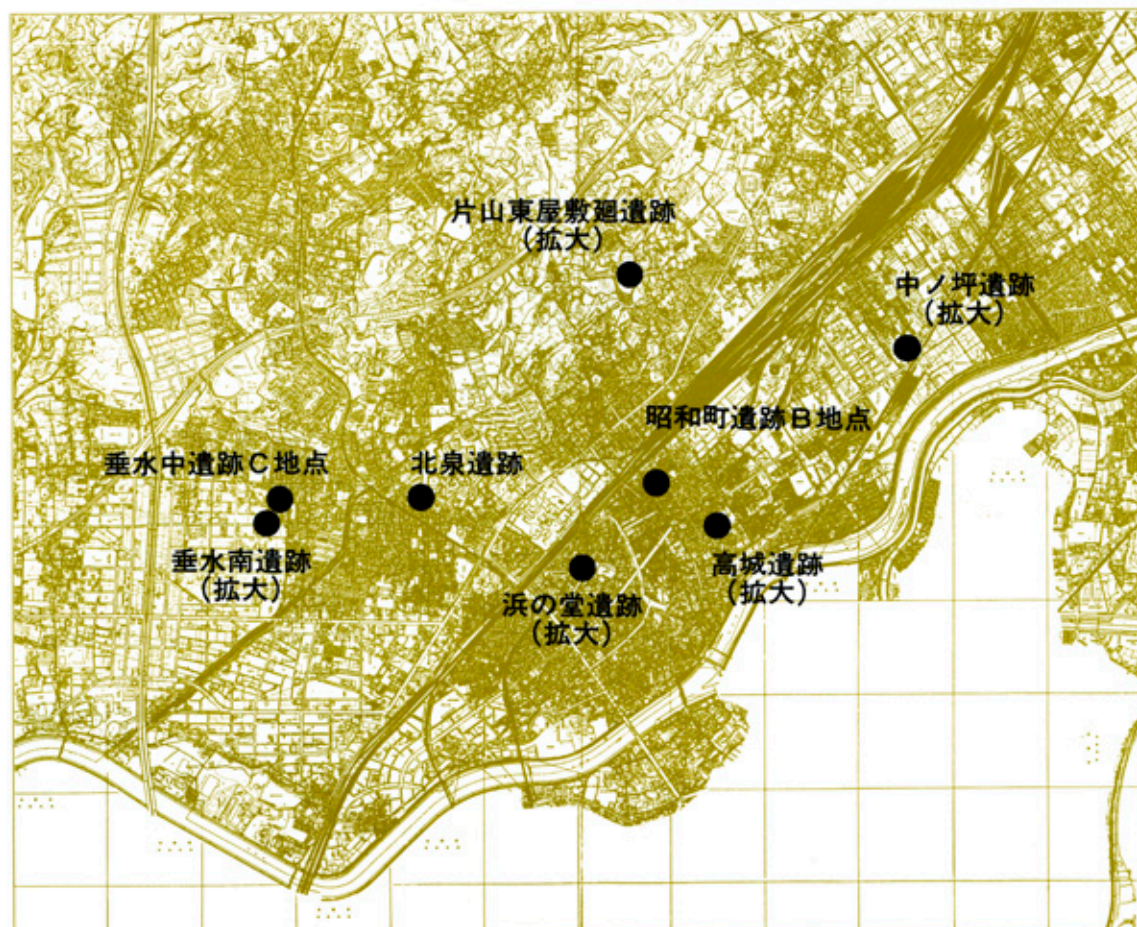 片山東屋敷廻遺跡
（拡大）
中ノ坪遺跡
（拡大）
昭和町遺跡Ｂ地点
垂水中遺跡Ｃ地点
北泉遺跡
垂水南遺跡
（拡大）
高城遺跡
（拡大）
浜の堂遺跡
（拡大）